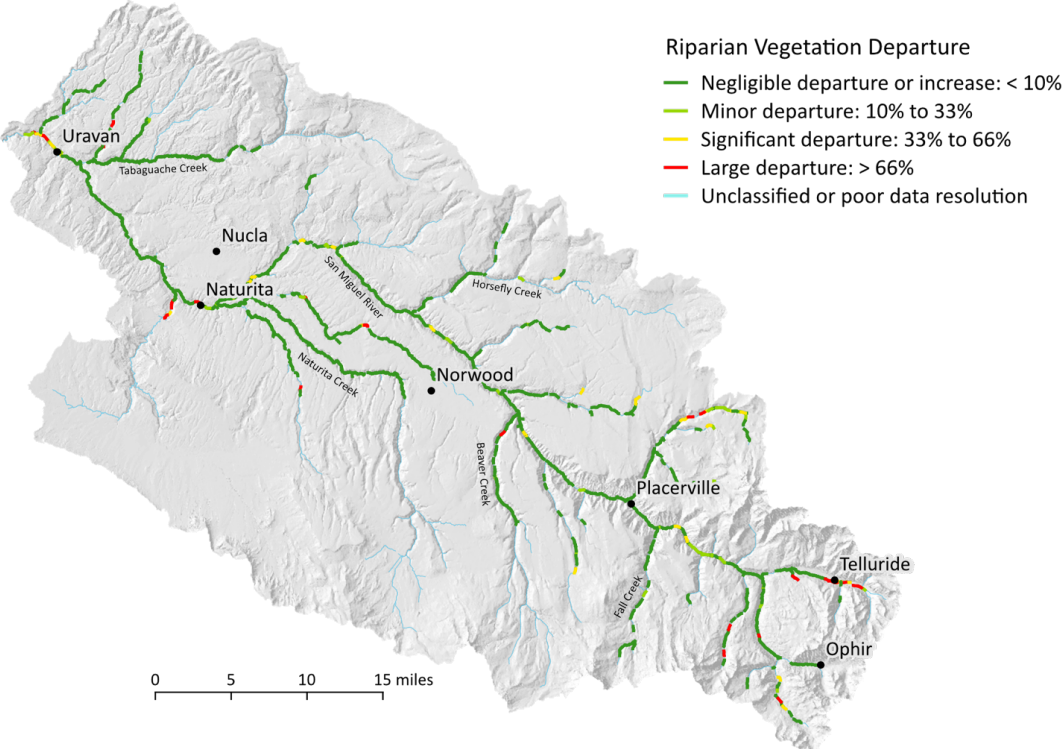 Riparian Vegetation Departure
Negligible departure or increase: < 10%
Minor departure: 10% to 33%
Significant departure: 33% to 66%
Large departure: > 66%
Unclassified or poor data resolution
Uravan
Tabaguache Creek
Nucla
San Miguel River
Horsefly Creek
Naturita
Naturita Creek
Norwood
Beaver Creek
Placerville
Fall Creek
Telluride
Ophir
0 5 10 15 miles